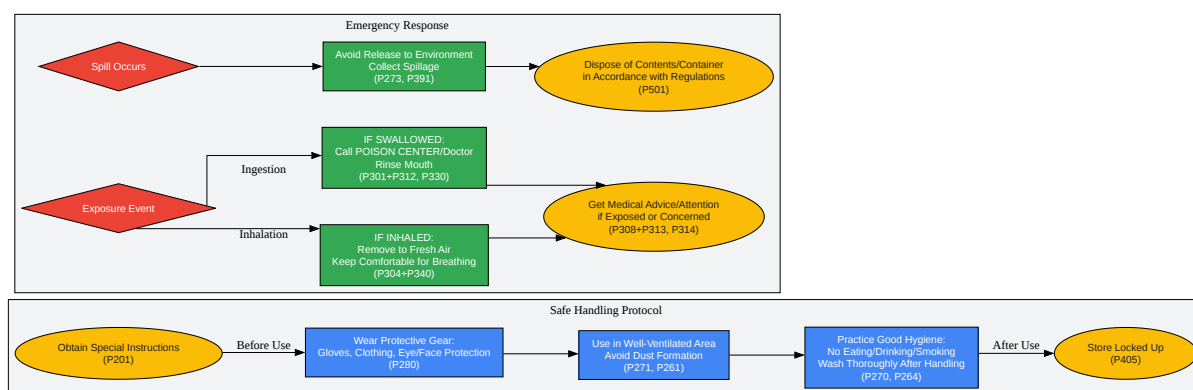 Emergency Response
Spill Occurs
Avoid Release to Environment
Collect Spillage
(P273, P391)
Dispose of Contents/Container
in Accordance with Regulations
(P501)
Exposure Event
Ingestion
IF SWALLOWED:
Call POISON CENTER/Doctor
Rinse Mouth
(P301+P312, P330)
Inhalation
IF INHALED:
Remove to Fresh Air
Keep Comfortable for Breathing
(P304+P340)
Get Medical Advice/Attention
if Exposed or Concerned
(P308+P313, P314)
Safe Handling Protocol
Obtain Special Instructions
(P201)
Before Use
Wear Protective Gear:
Gloves, Clothing, Eye/Face Protection
(P280)
Use in Well-Ventilated Area
Avoid Dust Formation
(P271, P261)
Practice Good Hygiene:
No Eating/Drinking/Smoking
Wash Thoroughly After Handling
(P270, P264)
After Use
Store Locked Up
(P405)